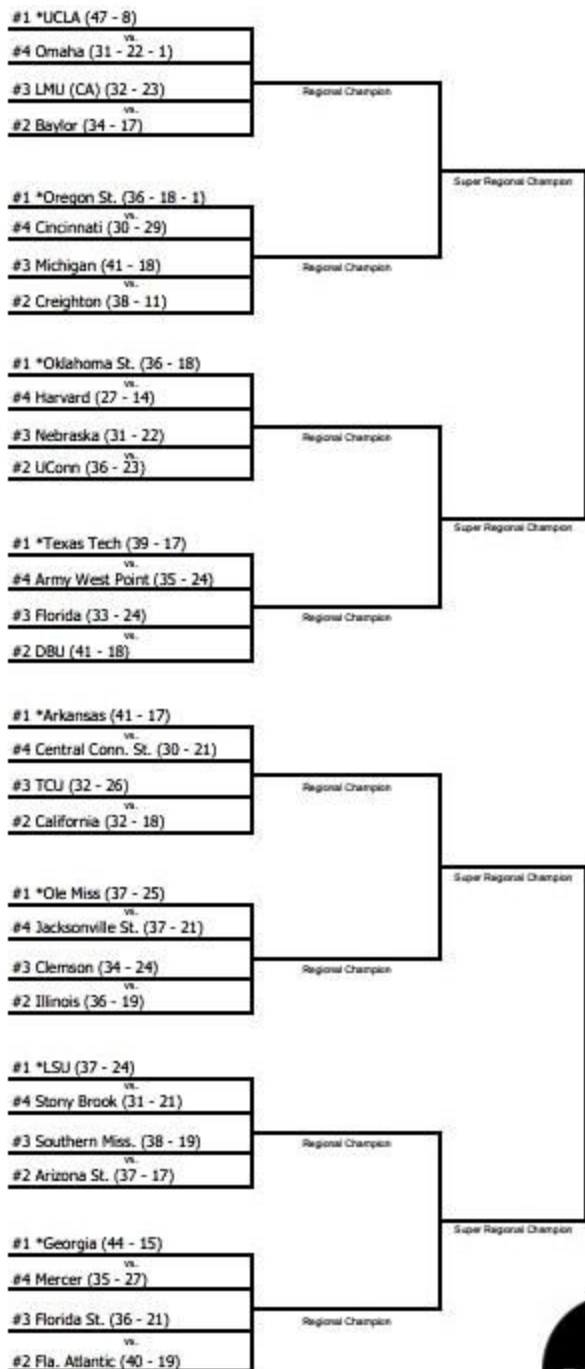 #1 *UCLA (47 - 8)
vs.
#4 Omaha (31 - 22 - 1)
#3 LMU (CA) (32 - 23)
vs.
#2 Baylor (34 - 17)
Regional Champion
Super Regional Champion
#1 *Oregon St. (36 - 18 - 1)
vs.
#4 Cincinnati (30 - 29)
#3 Michigan (41 - 18)
vs.
#2 Creighton (38 - 11)
Regional Champion
#1 *Oklahoma St. (36 - 18)
vs.
#4 Harvard (27 - 14)
#3 Nebraska (31 - 22)
vs.
#2 UConn (36 - 23)
Regional Champion
Super Regional Champion
#1 *Texas Tech (39 - 17)
vs.
#4 Army West Point (35 - 24)
#3 Florida (33 - 24)
vs.
#2 DBU (41 - 18)
Regional Champion
#1 *Arkansas (41 - 17)
vs.
#4 Central Conn. St. (30 - 21)
#3 TCU (32 - 26)
vs.
#2 California (32 - 18)
Regional Champion
Super Regional Champion
#1 *Ole Miss (37 - 25)
vs.
#4 Jacksonville St. (37 - 21)
#3 Clemson (34 - 24)
vs.
#2 Illinois (36 - 19)
Regional Champion
#1 *LSU (37 - 24)
vs.
#4 Stony Brook (31 - 21)
#3 Southern Miss. (38 - 19)
vs.
#2 Arizona St. (37 - 17)
Regional Champion
Super Regional Champion
#1 *Georgia (44 - 15)
vs.
#4 Mercer (35 - 27)
#3 Florida St. (36 - 21)
vs.
#2 Fla. Atlantic (40 - 19)
Regional Champion